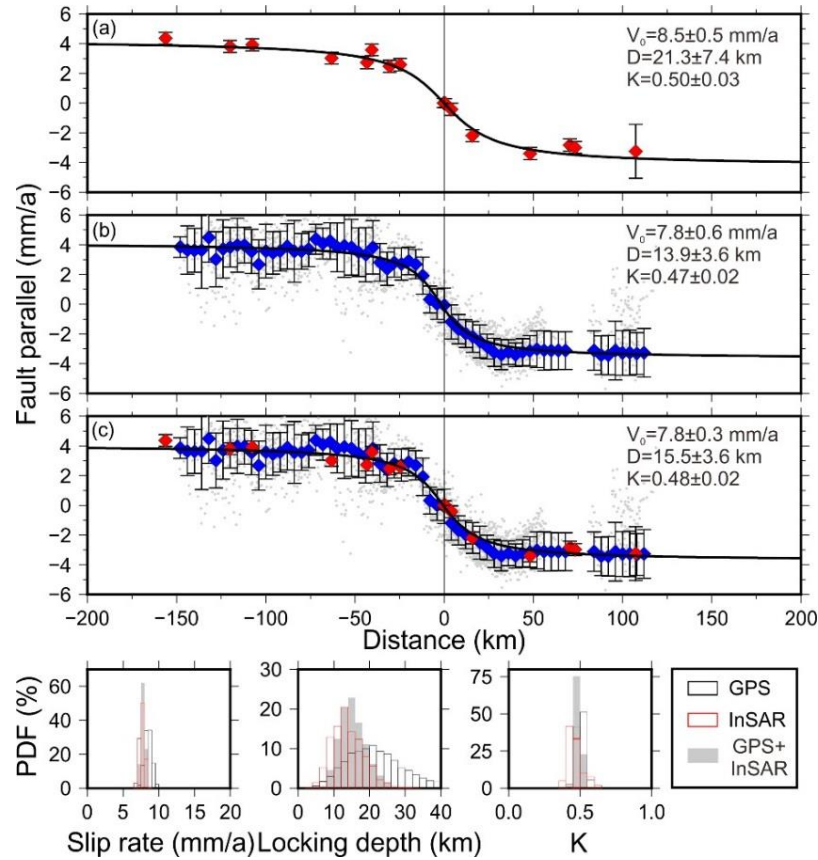 (a)
V0=8.5±0.5 mm/a
D=21.3±7.4 km
K=0.50±0.03
6
4
2
0
−2
−4
−6
(b)
V0=7.8±0.6 mm/a
D=13.9±3.6 km
K=0.47±0.02
6
4
2
0
−2
−4
−6
Fault parallel (mm/a)
(c)
V0=7.8±0.3 mm/a
D=15.5±3.6 km
K=0.48±0.02
6
4
2
0
−2
−4
−6
−200 −150 −100 −50 0 50 100 150 200
Distance (km)
PDF (%)
60
40
20
0
0 5 10 15 20
Slip rate (mm/a)
30
20
10
0
0 10 20 30 40
Locking depth (km)
75
50
25
0
0.0 0.5 1.0
K
GPS
InSAR
GPS+
InSAR